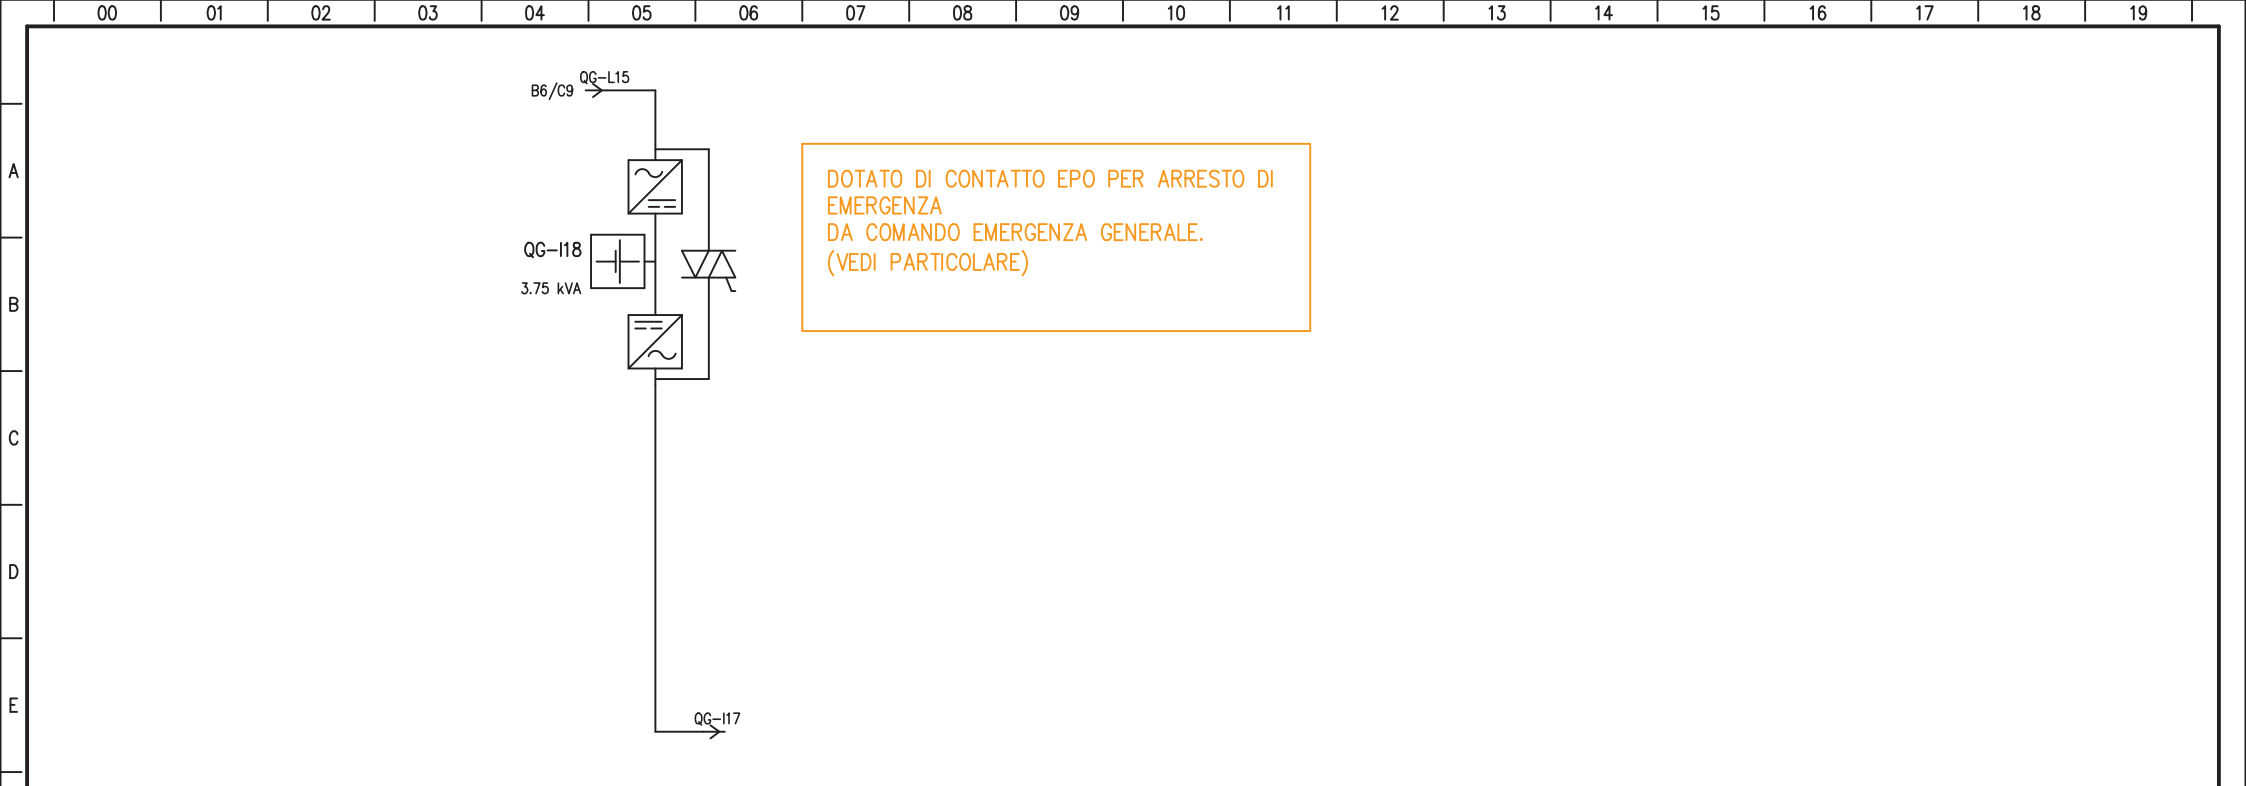 00 01 02 03 04 05 06 07 08 09 10 11 12 13 14 15 16 17 18 19
QG-L15
B6/C9
A
DOTATO DI CONTATTO EPO PER ARRESTO DI
EMERGENZA
DA COMANDO EMERGENZA GENERALE.
(VEDI PARTICOLARE)
QG-I18
3.75 kVA
B
C
D
E
QG-I17